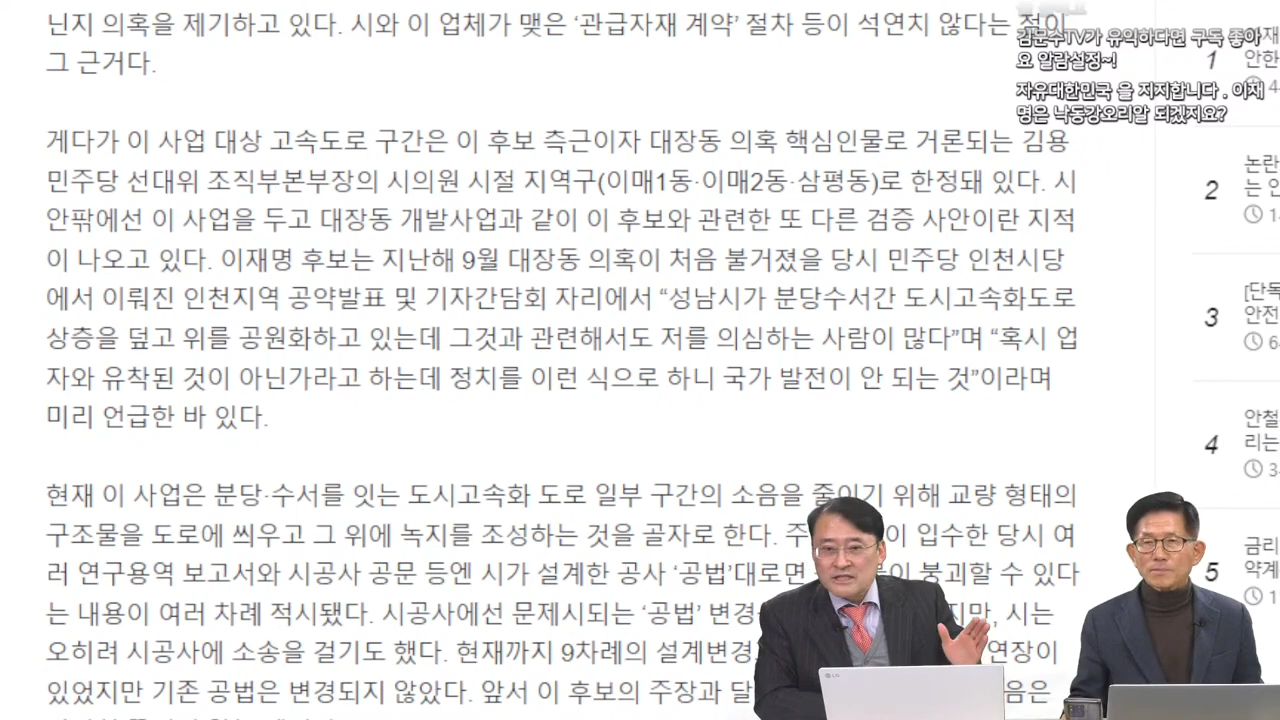 닌지 의혹을 제기하고 있다. 시와 이 업체가 맺은 ‘관급자재 계약’ 절차 등이 석연치 않다는 점이
그 근거다.
게다가 이 사업 대상 고속도로 구간은 이 후보 측근이자 대장동 의혹 핵심인물로 거론되는 김용
민주당 선대위 조직부본부장의 시의원 시절 지역구(이매1동·이매2동·삼평동)로 한정돼 있다. 시
안팎에선 이 사업을 두고 대장동 개발사업과 같이 이 후보와 관련한 또 다른 검증 사안이란 지적
이 나오고 있다. 이재명 후보는 지난해 9월 대장동 의혹이 처음 불거졌을 당시 민주당 인천시당
에서 이뤄진 인천지역 공약발표 및 기자간담회 자리에서 “성남시가 분당수서간 도시고속화도로
상층을 덮고 위를 공원화하고 있는데 그것과 관련해서도 저를 의심하는 사람이 많다”며 “혹시 업
자와 유착된 것이 아닌가라고 하는데 정치를 이런 식으로 하니 국가 발전이 안 되는 것”이라며
미리 언급한 바 있다.
현재 이 사업은 분당·수서를 잇는 도시고속화 도로 일부 구간의 소음을 줄이기 위해 교량 형태의
구조물을 도로에 씌우고 그 위에 녹지를 조성하는 것을 골자로 한다. 이 입수한 당시 여
러 연구용역 보고서와 시공사 공문 등엔 시가 설계한 공사 ‘공법’대로면 붕괴할 수 있다
는 내용이 여러 차례 적시됐다. 시공사에선 문제시되는 ‘공법’ 변경 시는
오히려 시공사에 소송을 걸기도 했다. 현재까지 9차례의 설계변경 연장이
있었지만 기존 공법은 변경되지 않았다. 앞서 이 후보의 주장과 음은
김문수TV가 유익하다면 구독 좋아
요 알람설정~!
자유대한민국 을 지지합니다 . 이재
명은 낙동강오리알 되겠지요?
1
안한
2
논란
는 인
3
[단독
안전
4
안철
리는
5
금리
약계
LG